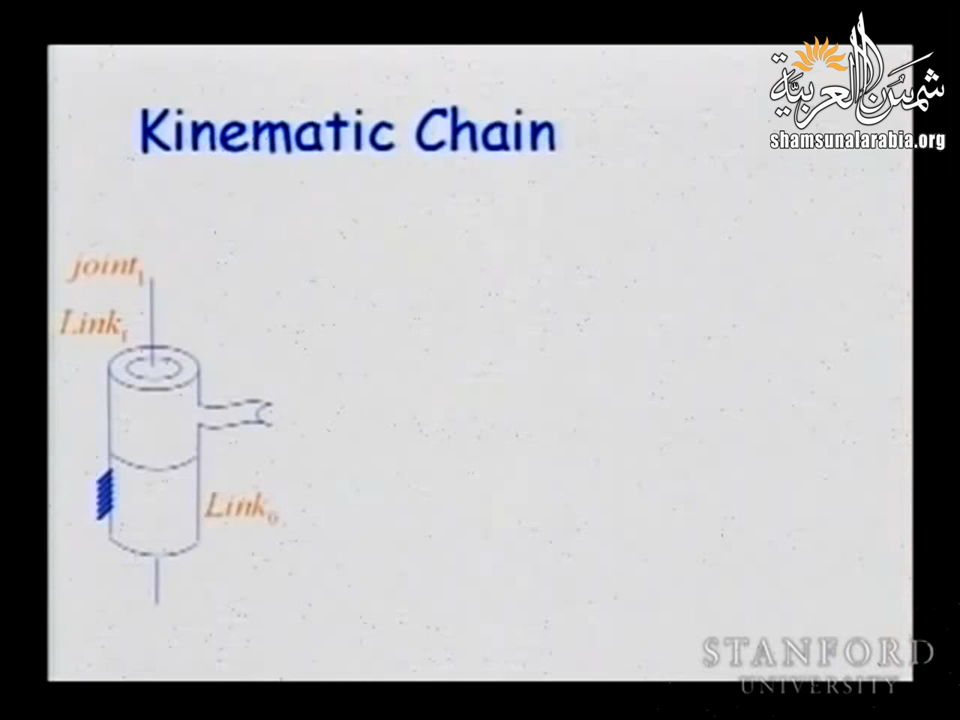 شمسُ العربية
shamsunalarabia.org
Kinematic Chain
joint₁
Link₁
Link₀
STANFORD
UNIVERSITY